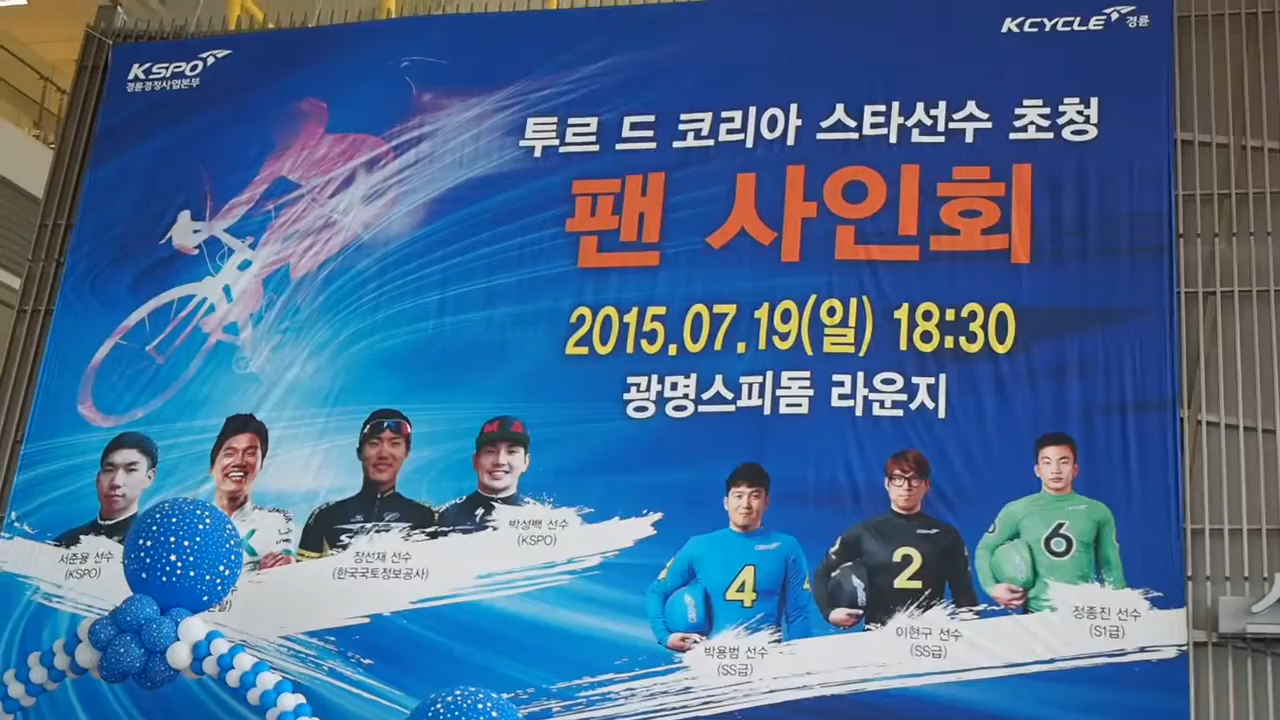 KSPO
경륜경정사업본부
KCYCLE 경륜
투르 드 코리아 스타선수 초청
팬 사인회
2015.07.19(일) 18:30
광명스피돔 라운지
서준용 선수
(KSPO)
장선재 선수
(한국국토정보공사)
박성백 선수
(KSPO)
4
박용범 선수
(SS급)
2
이현구 선수
(SS급)
6
정종진 선수
(S1급)